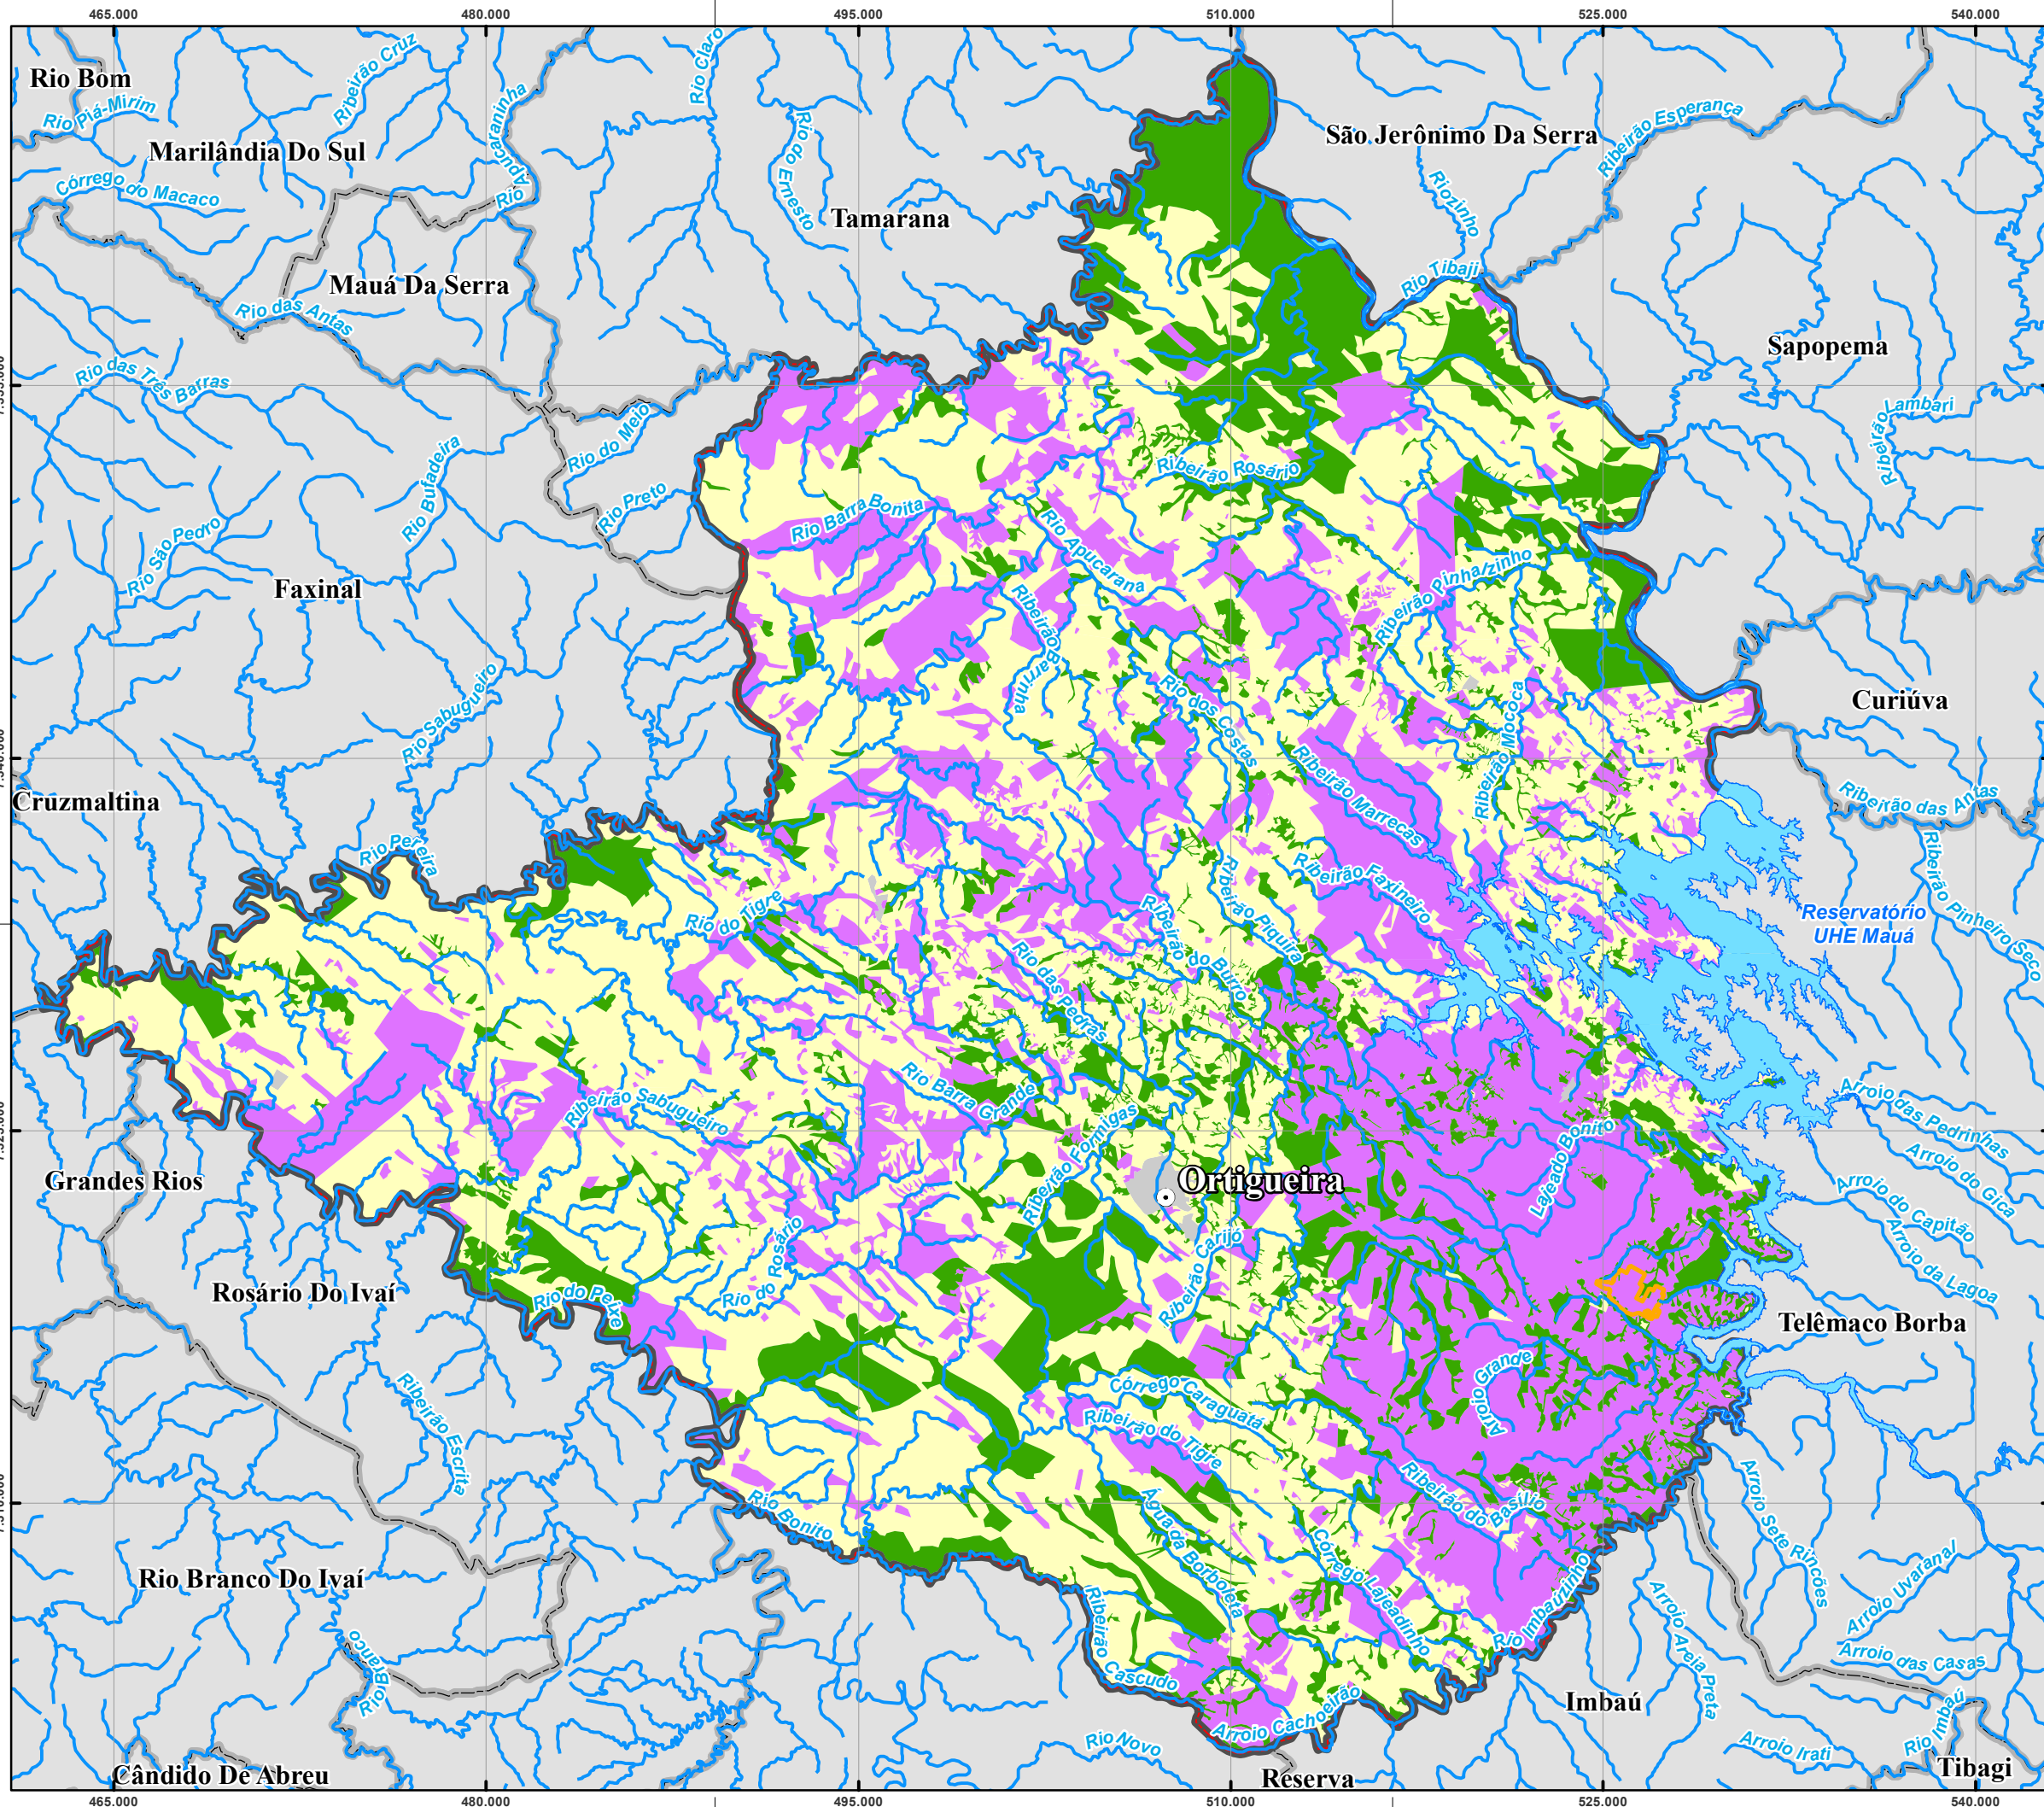 465.000
480.000
495.000
510.000
525.000
540.000
Rio Bom
Rio Piá-Mirim
Ribeirão Cruz
Rio Apucaraninha
Rio Claro
Rio do Ernesto
Marilândia Do Sul
Córrego do Macaco
Tamarana
São Jerônimo Da Serra
Riozinho
Ribeirão Esperança
Mauá Da Serra
Rio das Antas
Rio Tibaji
Sapopema
Rio das Três Barras
Ribeirão Lambari
Rio do Meio
Rio Bufadeira
Rio Preto
Rio São Pedro
Ribeirão Rosário
Rio Barra Bonita
Rio Apucarana
Ribeirão Pinhalzinho
Faxinal
Ribeirão Barrinha
Rio Sabugueiro
Rio dos Costas
Ribeirão Mococa
Curiúva
Ribeirão Marrecas
Cruzmaltina
Ribeirão das Antas
Rio Pereira
Ribeirão Faxineiro
Ribeirão Piquira
Ribeirão Pinheiro Seco
Rio do Tigre
Ribeirão do Burro
Reservatório
UHE Mauá
Rio das Pedras
Rio Barra Grande
Ribeirão Sabugueiro
Ribeirão Formigas
Lajeado Bonito
Arroio das Pedrinhas
Arroio do Gica
Grandes Rios
Ortigueira
Arroio do Capitão
Arroio da Lagoa
Rio do Rosário
Ribeirão Carijó
Rosário Do Ivaí
Rio do Peixe
Telêmaco Borba
Arroio Grande
Córrego Caraguatá
Ribeirão do Tigre
Ribeirão Escrita
Ribeirão do Basílio
Rio Bonito
Água da Borboleta
Córrego Lajeadinho
Arroio Sete Rincões
Arroio Uvaranal
Rio Branco Do Ivaí
Rio Imbauzinho
Arroio Areia Preta
Ribeirão Cascudo
Rio Branco
Arroio das Casas
Imbaú
Arroio Cachoeirão
Rio Novo
Arroio Irati
Rio Imbaú
Cândido De Abreu
Reserva
Tibagi
465.000
480.000
495.000
510.000
525.000
540.000